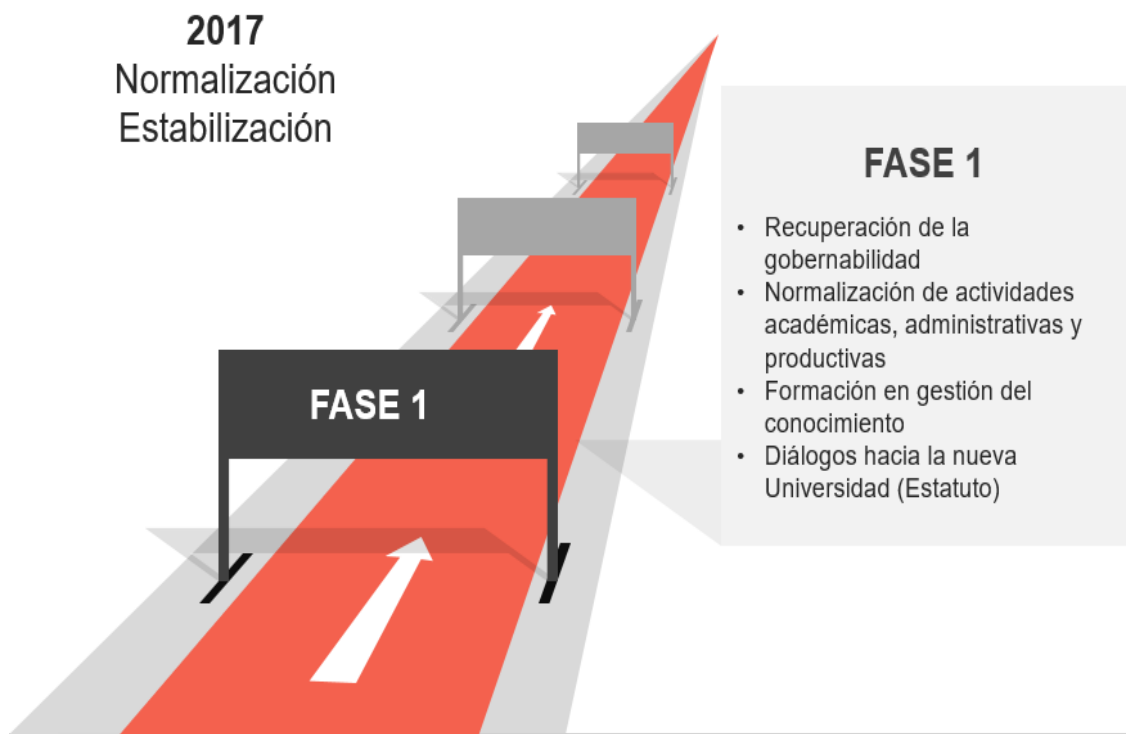 2017
Normalización
Estabilización
FASE 1
FASE 1
• Recuperación de la
gobernabilidad
• Normalización de actividades
académicas, administrativas y
productivas
• Formación en gestión del
conocimiento
• Diálogos hacia la nueva
Universidad (Estatuto)